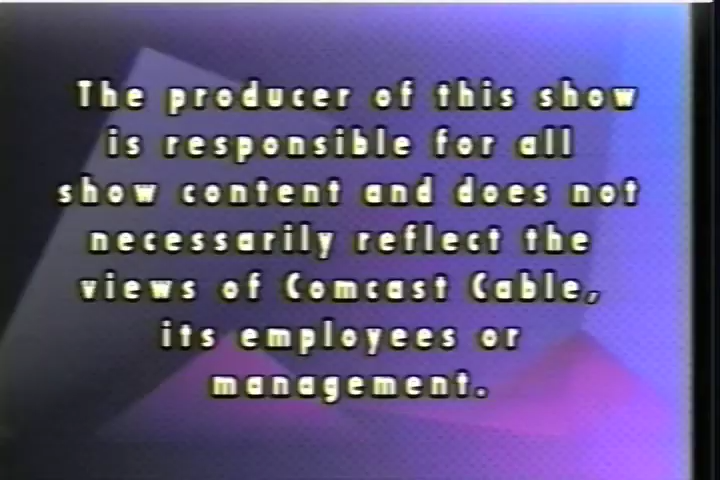 The producer of this show
is responsible for all
show content and does not
necessarily reflect the
views of Comcast Cable,
its employees or
management.